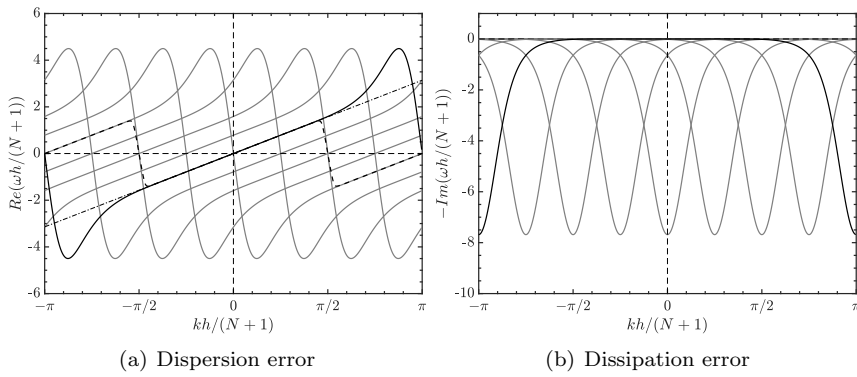 6
4
2
0
-2
-4
-6
−π
−π/2
0
π/2
π
Re(ωh/(N + 1))
kh/(N + 1)
(a) Dispersion error
0
-2
-4
-6
-8
-10
−π
−π/2
0
π/2
π
−Im(ωh/(N + 1))
kh/(N + 1)
(b) Dissipation error